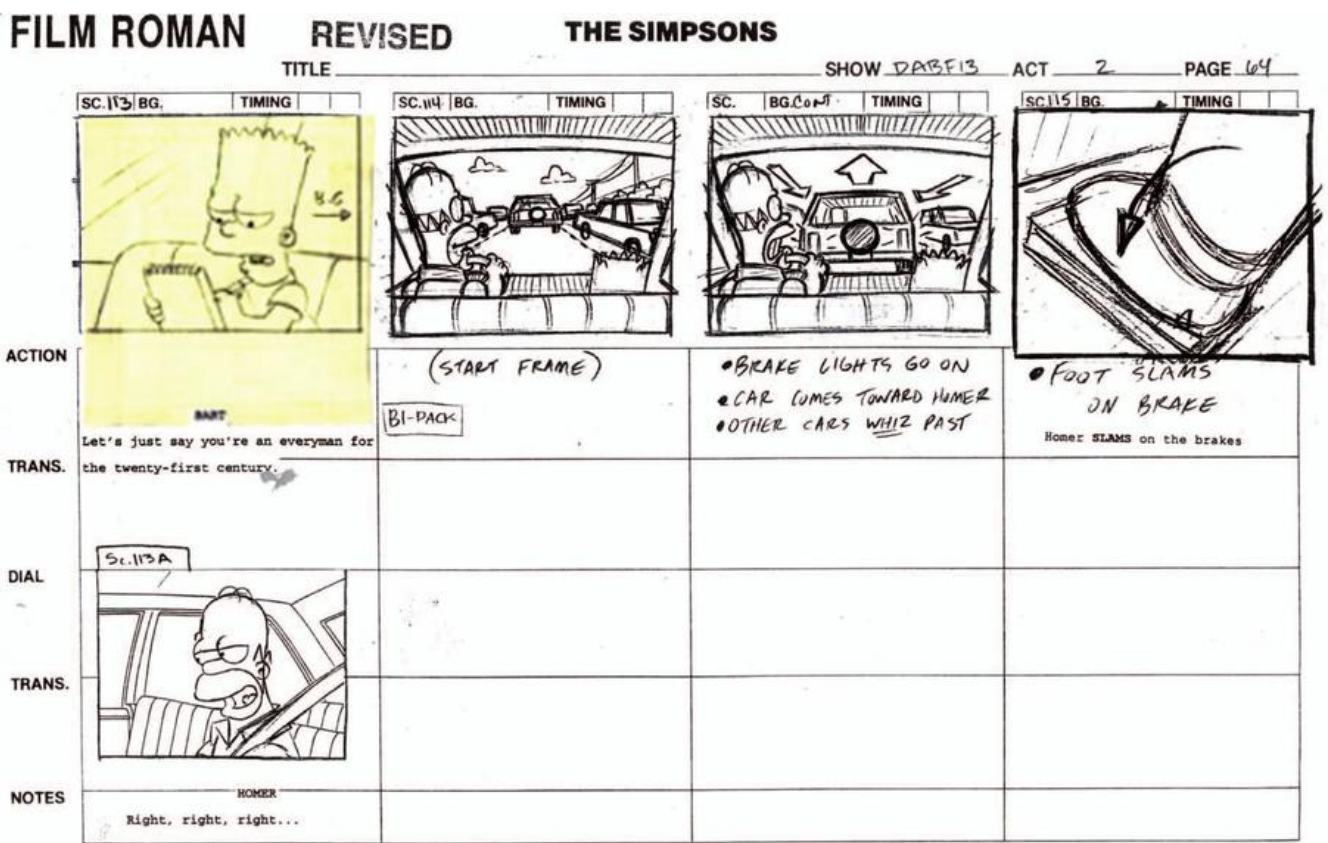 FILM ROMAN REVISED THE SIMPSONS
TITLE SHOW DABF13 ACT 2 PAGE 64
SC. 113 BG. TIMING
SC. 114 BG. TIMING
SC. BG. CONT. TIMING
SC. 115 BG. TIMING
B.G
ACTION
BART
Let's just say you're an everyman for
the twenty-first century.
(START FRAME)
BI-PACK
•BRAKE LIGHTS GO ON
•CAR COMES TOWARD HOMER
•OTHER CARS WHIZ PAST
•FOOT SLAMS
ON BRAKE
Homer SLAMS on the brakes
TRANS.
Sc.113A
DIAL
TRANS.
NOTES
HOMER
Right, right, right...